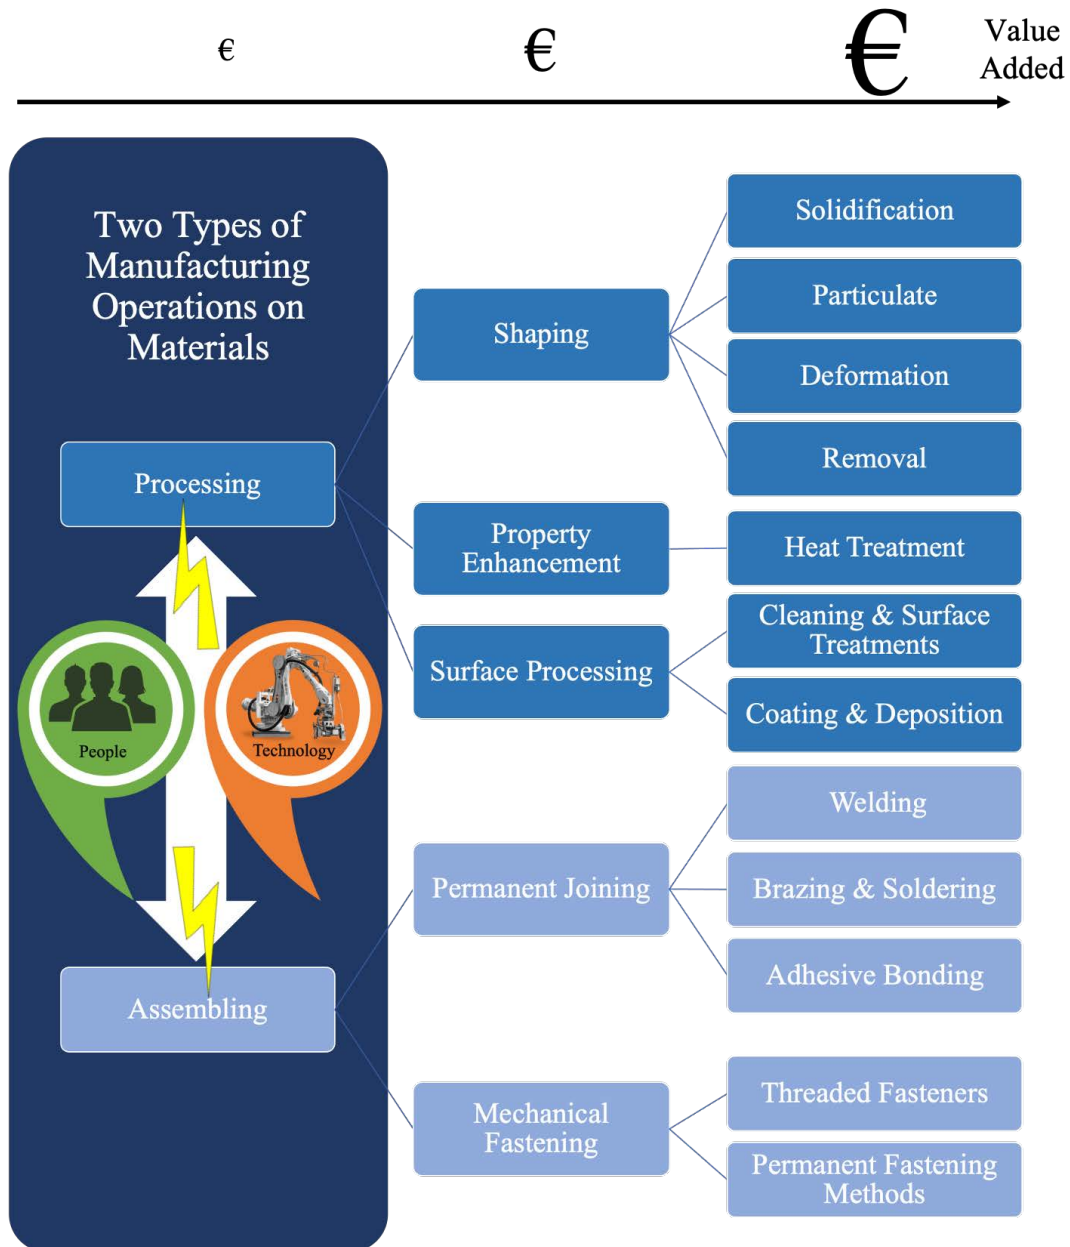 €
€
€
Value
Added
Two Types of
Manufacturing
Operations on
Materials
Processing
People
Technology
Assembling
Shaping
Property
Enhancement
Surface Processing
Permanent Joining
Mechanical
Fastening
Solidification
Particulate
Deformation
Removal
Heat Treatment
Cleaning & Surface
Treatments
Coating & Deposition
Welding
Brazing & Soldering
Adhesive Bonding
Threaded Fasteners
Permanent Fastening
Methods